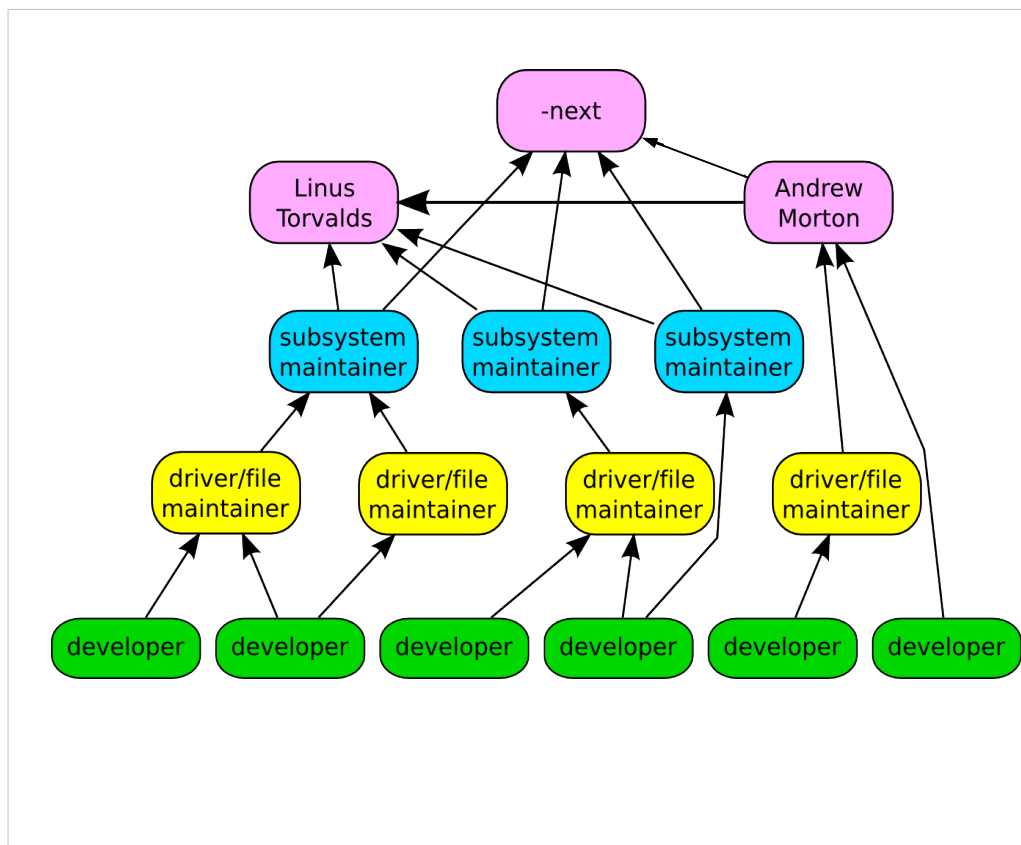 -next
Linus
Torvalds
Andrew
Morton
subsystem
maintainer
subsystem
maintainer
subsystem
maintainer
driver/file
maintainer
driver/file
maintainer
driver/file
maintainer
driver/file
maintainer
developer
developer
developer
developer
developer
developer